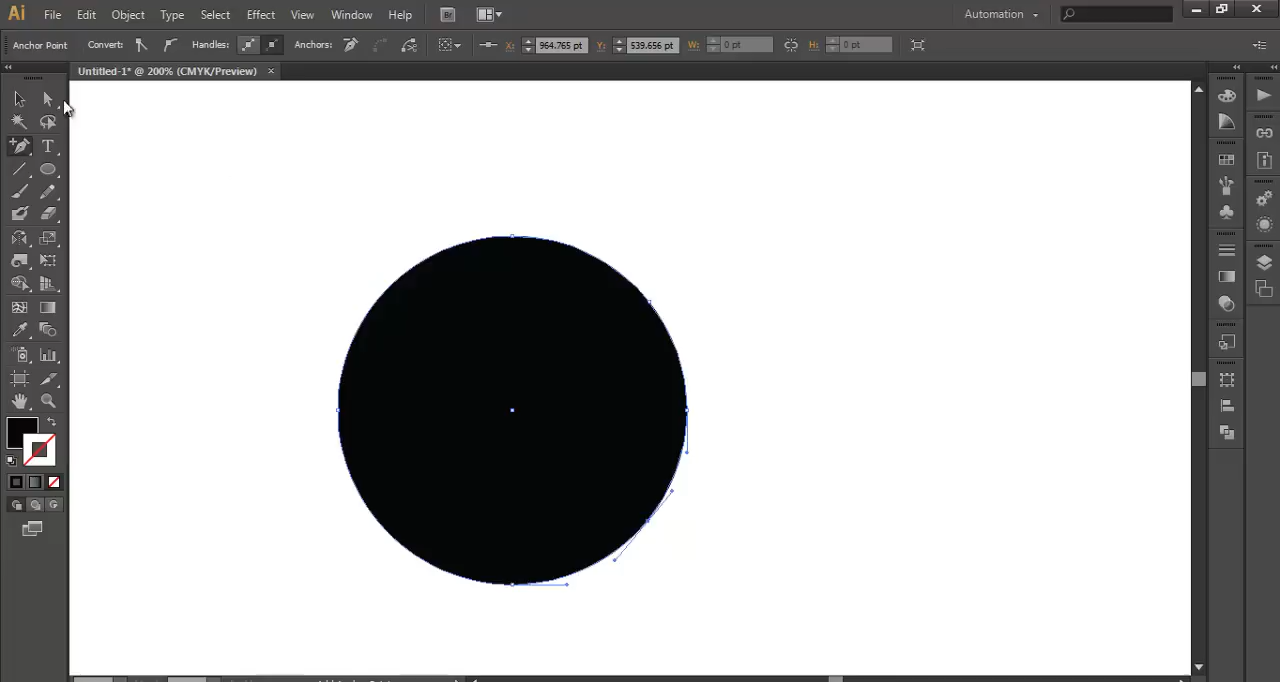 Ai File Edit Object Type Select Effect View Window Help Br Automation
Anchor Point Convert: Handles: Anchors: X: 964.765 pt Y: 539.656 pt W: 0 pt H: 0 pt
Untitled-1* @ 200% (CMYK/Preview) ×
T